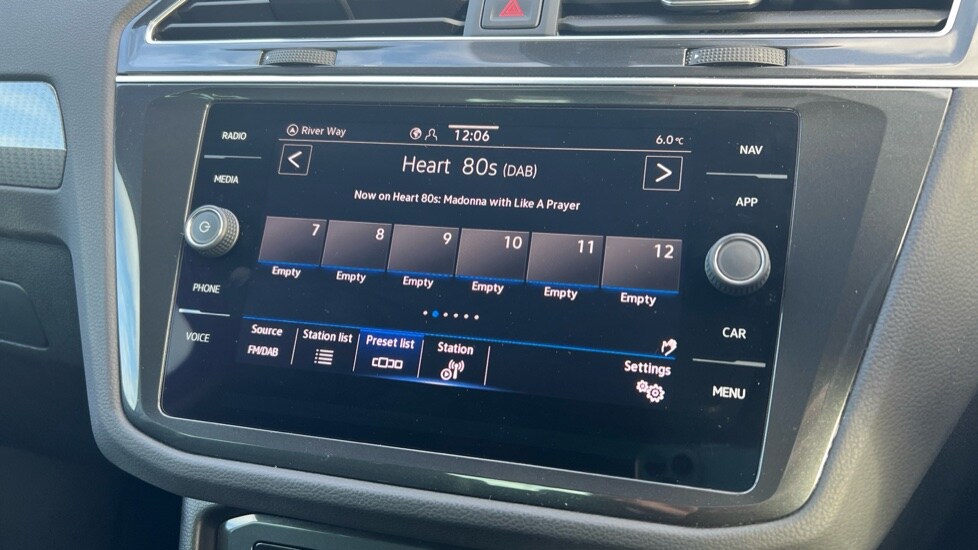 RADIO
MEDIA
PHONE
VOICE
River Way
12:06
6.0°C
Heart 80s (DAB)
Now on Heart 80s: Madonna with Like A Prayer
7 8 9 10 11 12
Empty Empty Empty Empty Empty Empty
Source Station list Preset list Station Settings
FM/DAB
NAV
APP
CAR
MENU